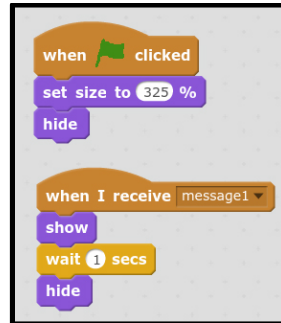 when clicked
set size to 325 %
hide
when I receive message1
show
wait 1 secs
hide